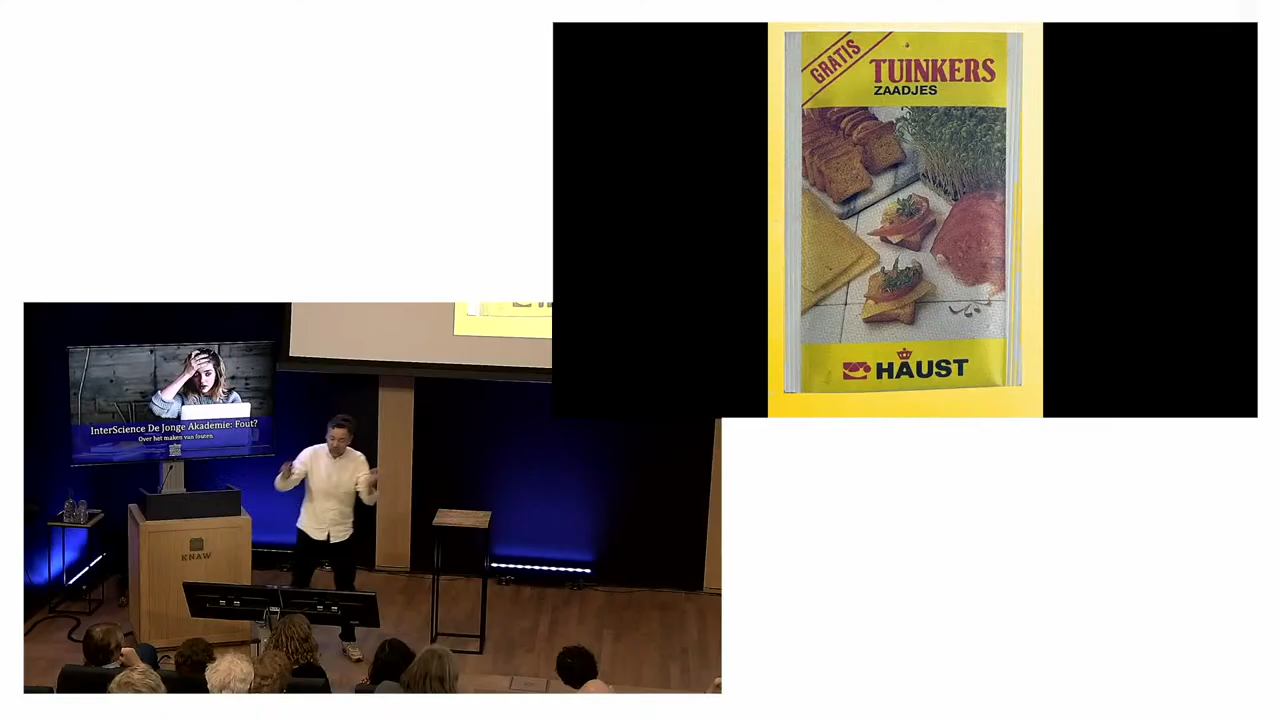 GRATIS
TUINKERS
ZAADJES
HAUST
InterScience De Jonge Akademie: Fout?
Over het maken van fouten
KNAW